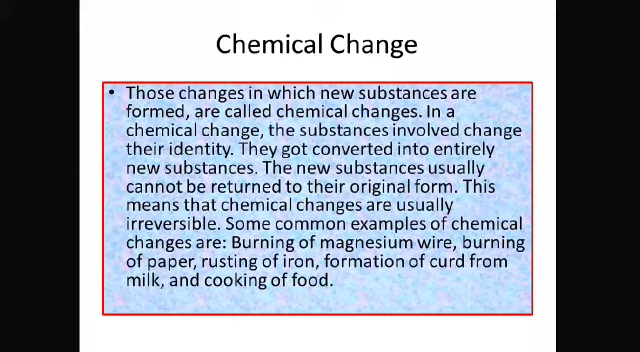 Chemical Change
• Those changes in which new substances are
formed, are called chemical changes. In a
chemical change, the substances involved change
their identity. They got converted into entirely
new substances. The new substances usually
cannot be returned to their original form. This
means that chemical changes are usually
irreversible. Some common examples of chemical
changes are: Burning of magnesium wire, burning
of paper, rusting of iron, formation of curd from
milk, and cooking of food.